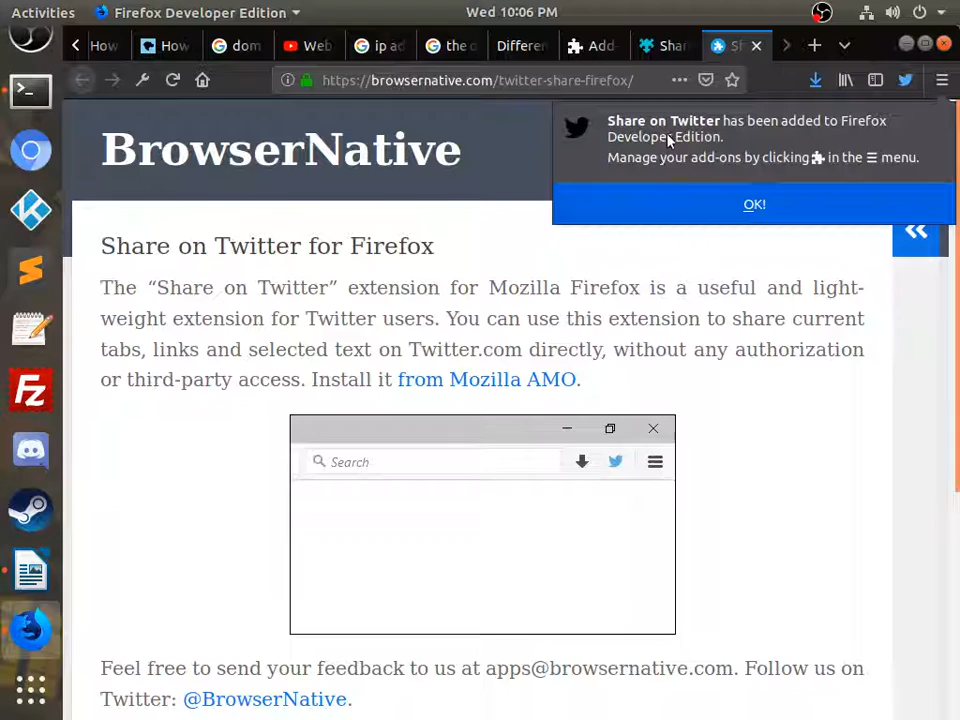 Activities
Firefox Developer Edition
Wed 10:06 PM
How
How
dom
Web
ip ad
the d
Differen
Add-
Shar
Sh
https://browsernative.com/twitter-share-firefox/
BrowserNative
Share on Twitter has been added to Firefox
Developer Edition.
Manage your add-ons by clicking in the menu.
OK!
Share on Twitter for Firefox
The “Share on Twitter” extension for Mozilla Firefox is a useful and light-
weight extension for Twitter users. You can use this extension to share current
tabs, links and selected text on Twitter.com directly, without any authorization
or third-party access. Install it from Mozilla AMO.
Search
Feel free to send your feedback to us at apps@browsernative.com. Follow us on
Twitter: @BrowserNative.
Fz